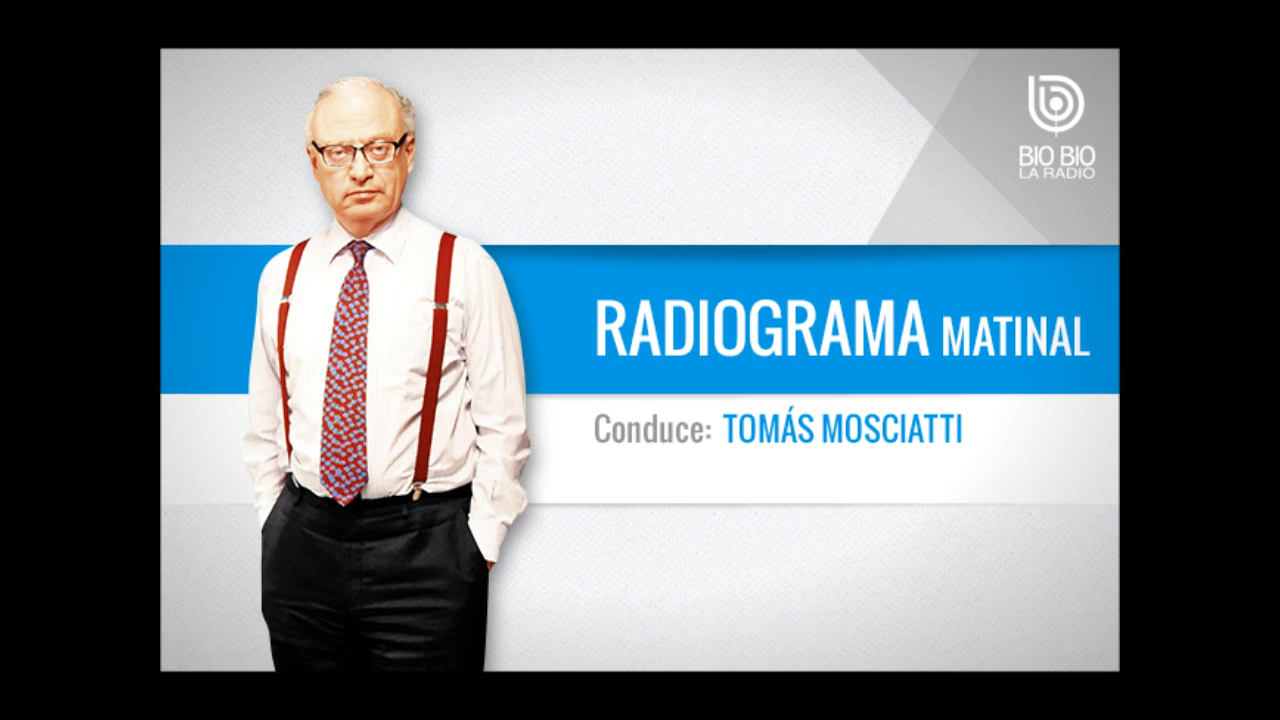 BIO BIO
LA RADIO
RADIOGRAMA MATINAL
Conduce: TOMÁS MOSCIATTI